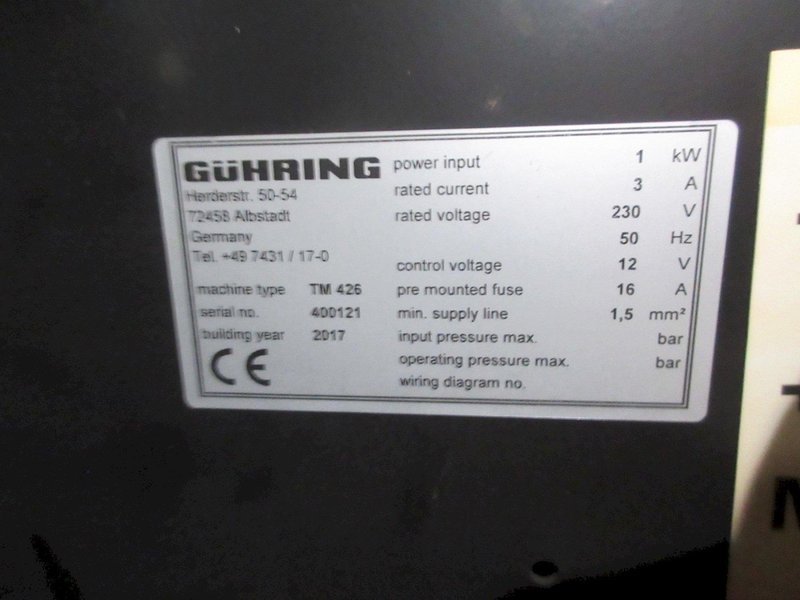 GÜHRING
Herderstr. 50-54
72458 Albstadt
Germany
Tel. +49 7431 / 17-0
machine type TM 426
serial no. 400121
building year 2017
CE
power input 1 kW
rated current 3 A
rated voltage 230 V
50 Hz
control voltage 12 V
pre mounted fuse 16 A
min. supply line 1,5 mm²
input pressure max. bar
operating pressure max. bar
wiring diagram no.